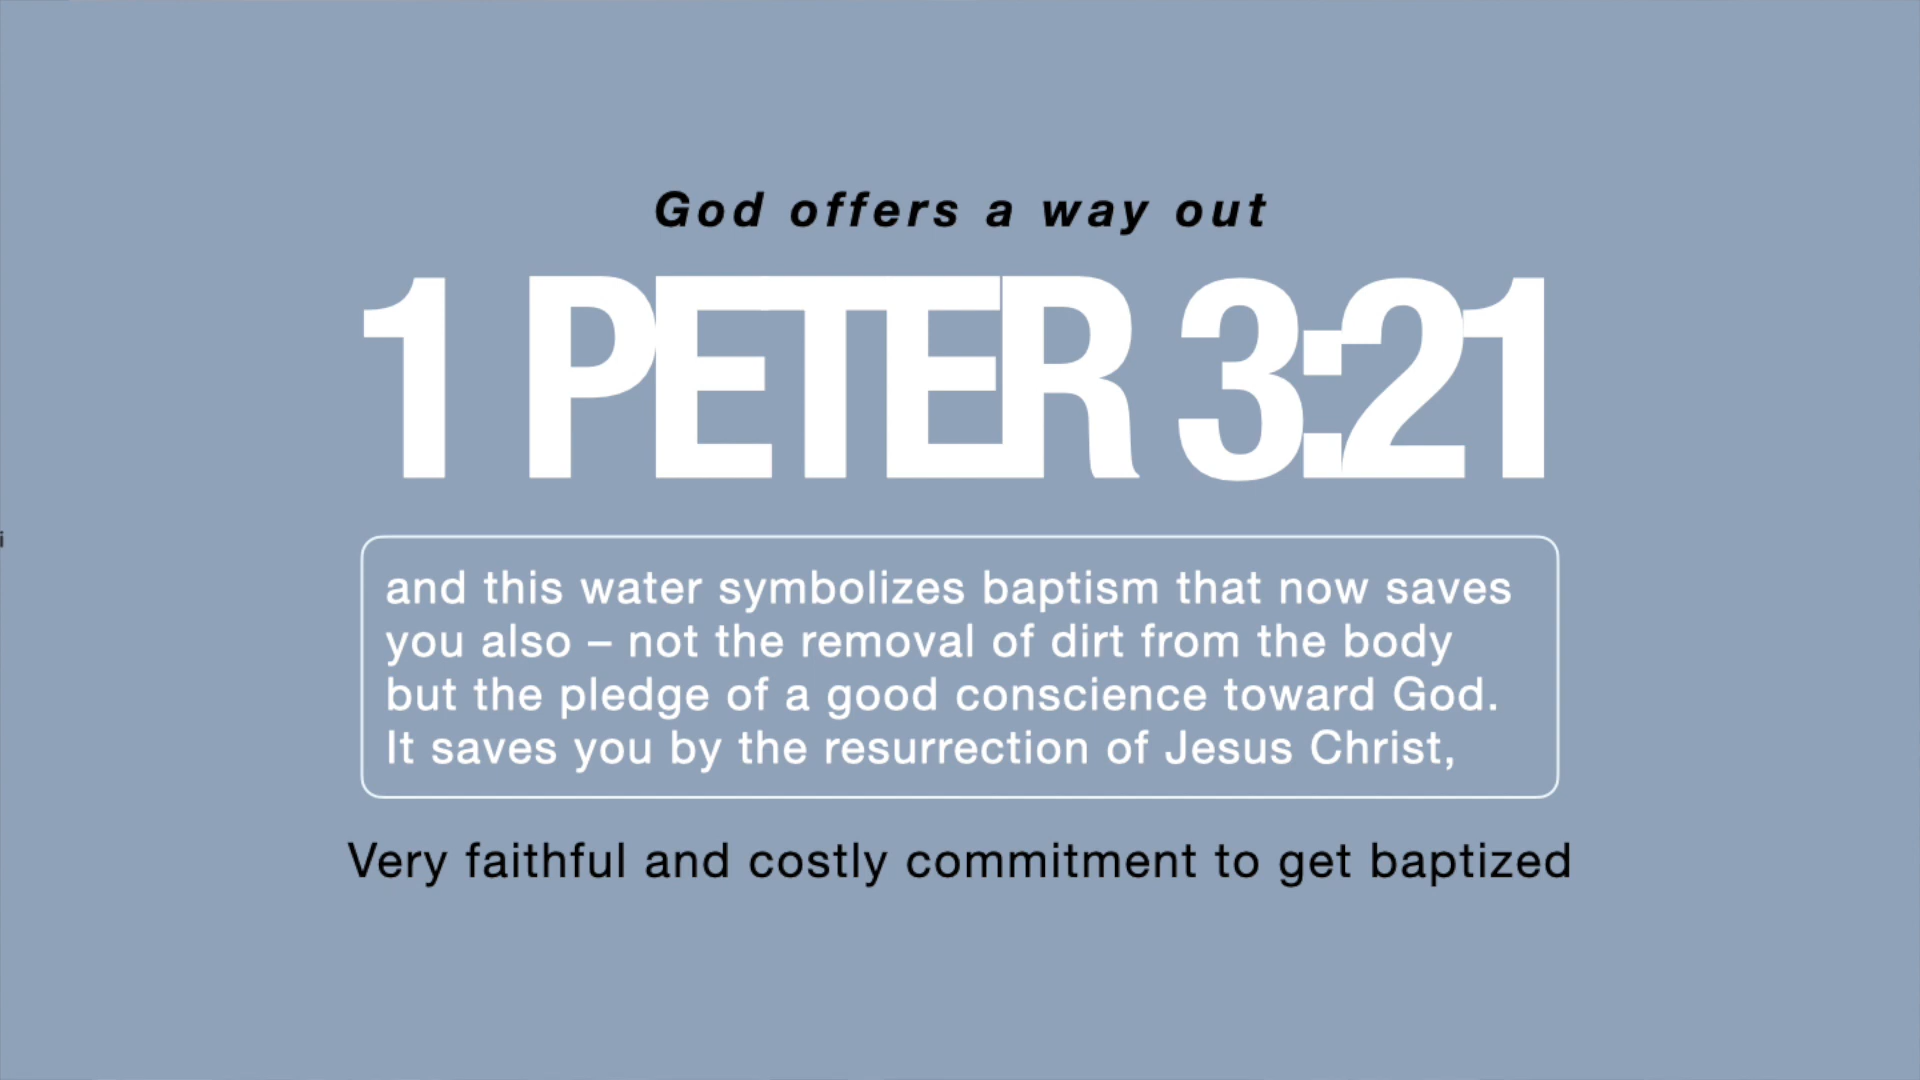 God offers a way out
1 PETER 3:21
i
and this water symbolizes baptism that now saves
you also – not the removal of dirt from the body
but the pledge of a good conscience toward God.
It saves you by the resurrection of Jesus Christ,
Very faithful and costly commitment to get baptized